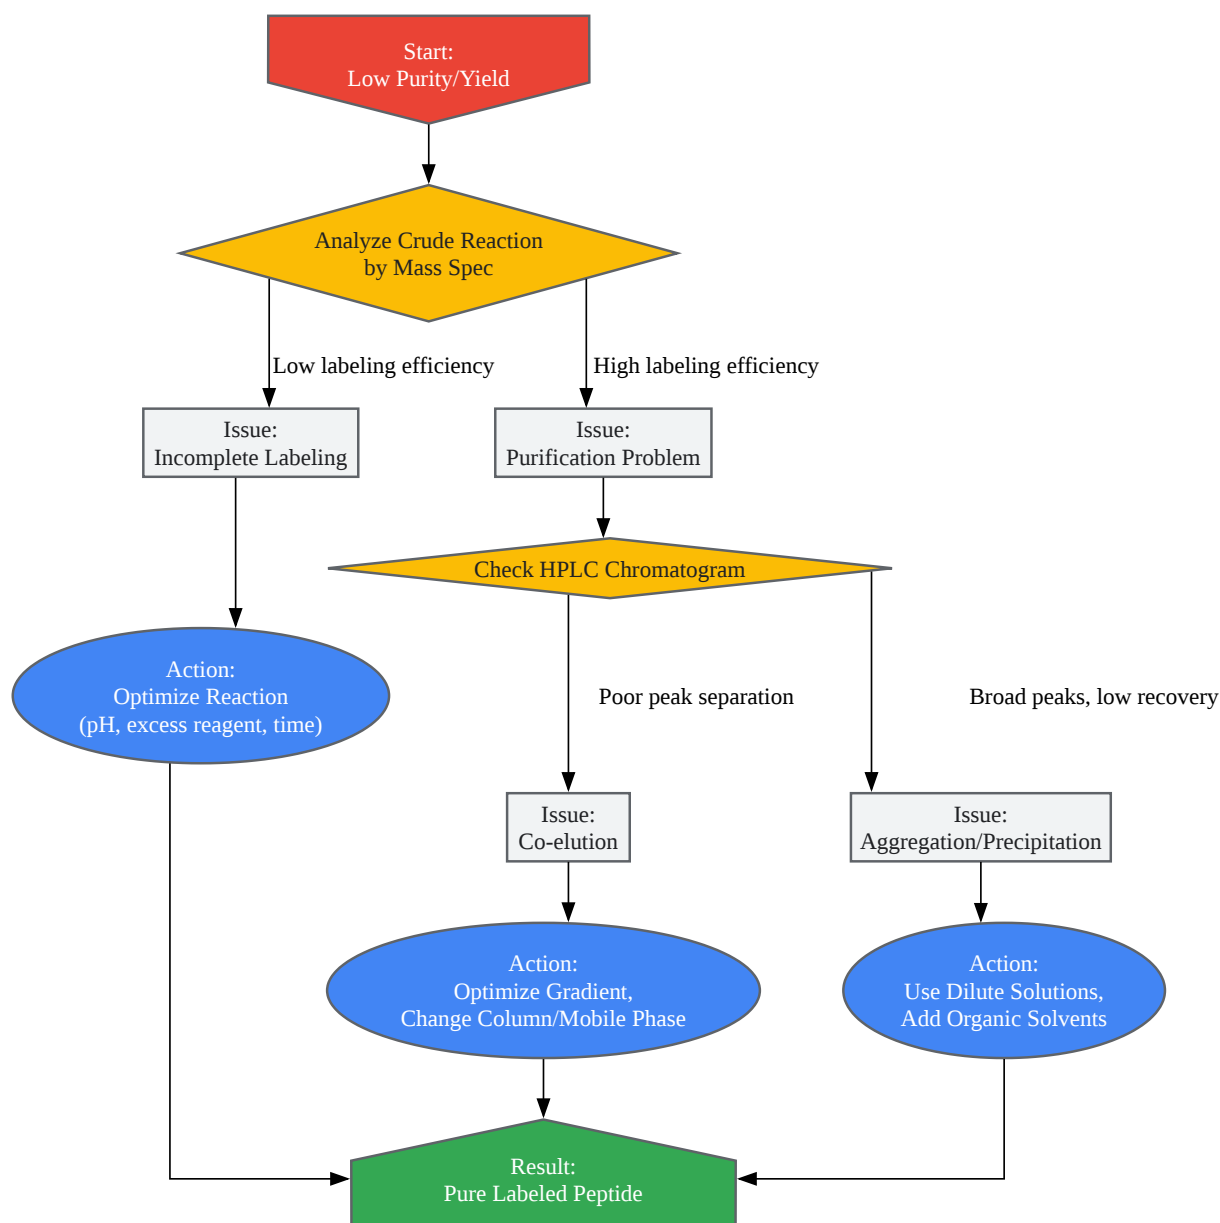 Start:
Low Purity/Yield
Analyze Crude Reaction
by Mass Spec
Low labeling efficiency
High labeling efficiency
Issue:
Incomplete Labeling
Issue:
Purification Problem
Check HPLC Chromatogram
Action:
Optimize Reaction
(pH, excess reagent, time)
Poor peak separation
Broad peaks, low recovery
Issue:
Co-elution
Issue:
Aggregation/Precipitation
Action:
Optimize Gradient,
Change Column/Mobile Phase
Action:
Use Dilute Solutions,
Add Organic Solvents
Result:
Pure Labeled Peptide